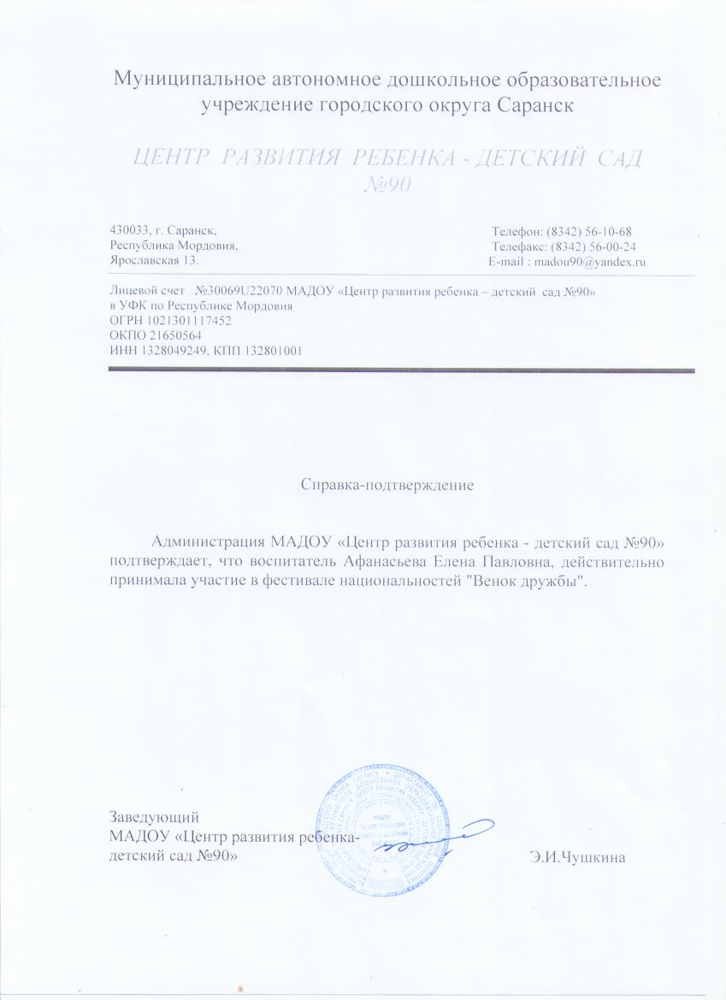 Муниципальное автономное дошкольное образовательное
учреждение городского округа Саранск
ЦЕНТР РАЗВИТИЯ РЕБЕНКА - ДЕТСКИЙ САД
№90
430033, г. Саранск, Телефон: (8342) 56-10-68
Республика Мордовия, Телефакс: (8342) 56-00-24
Ярославская 13. E-mail : madou90@yandex.ru
Лицевой счет №30069U22070 МАДОУ «Центр развития ребенка – детский сад №90»
в УФК по Республике Мордовия
ОГРН 1021301117452
ОКПО 21650564
ИНН 1328049249, КПП 132801001
Справка-подтверждение
Администрация МАДОУ «Центр развития ребенка - детский сад №90»
подтверждает, что воспитатель Афанасьева Елена Павловна, действительно
принимала участие в фестивале национальностей "Венок дружбы".
Заведующий
МАДОУ «Центр развития ребенка-
детский сад №90» Э.И.Чушкина
МАДОУ